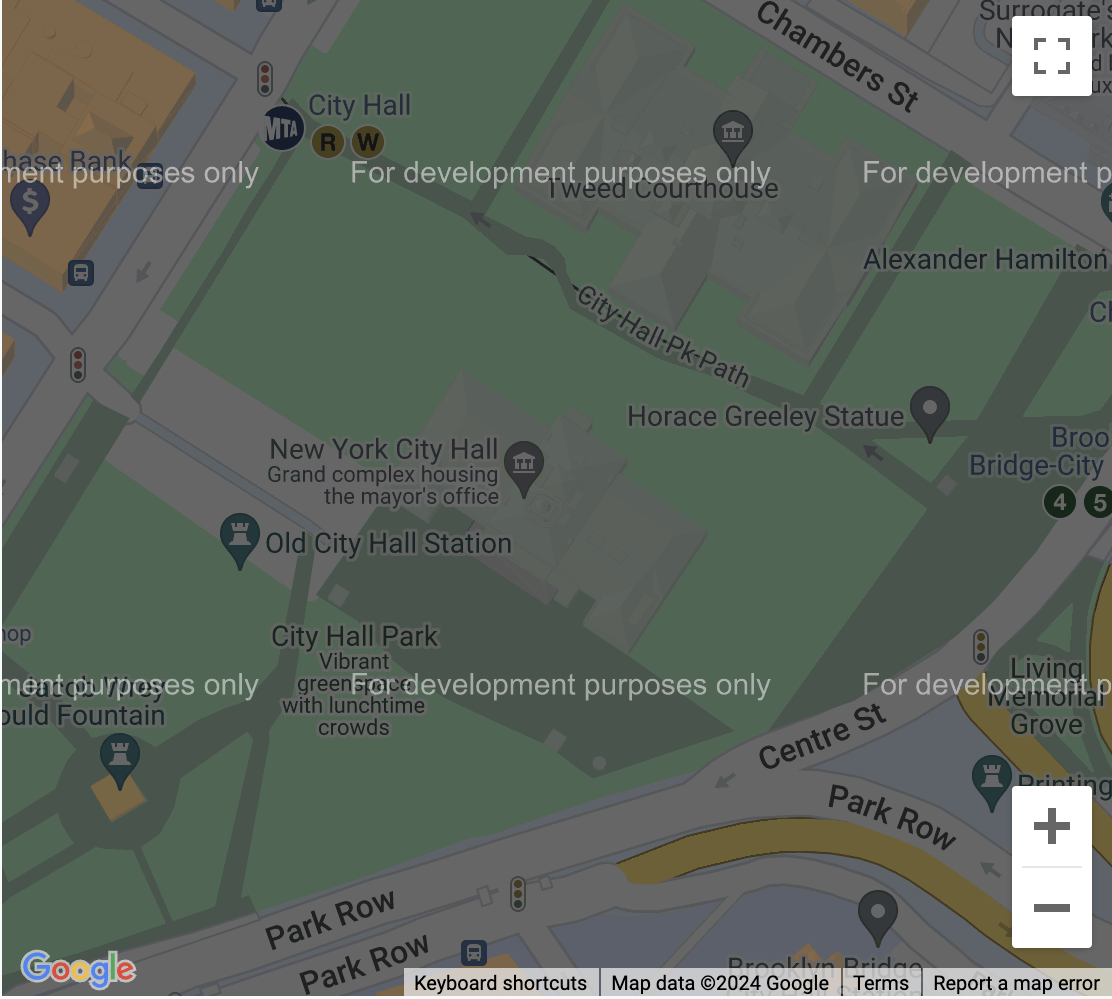 Surrogate's
Chambers St
City Hall
MTA
R W
hase Bank
ment purposes only
For development purposes only
For development p
$
Tweed Courthouse
Alexander Hamilton
City-Hall-Pk-Path
Horace Greeley Statue
Broo
Bridge-City
4 5
New York City Hall
Grand complex housing
the mayor's office
Old City Hall Station
City Hall Park
Vibrant
greenspace
with lunchtime
crowds
ment purposes only
For development purposes only
For development p
Living
Memorial
Grove
ould Fountain
Centre St
Printing
Park Row
Park Row
Park Row
Brooklyn Bridge
Google
Keyboard shortcuts
Map data ©2024 Google
Terms
Report a map error